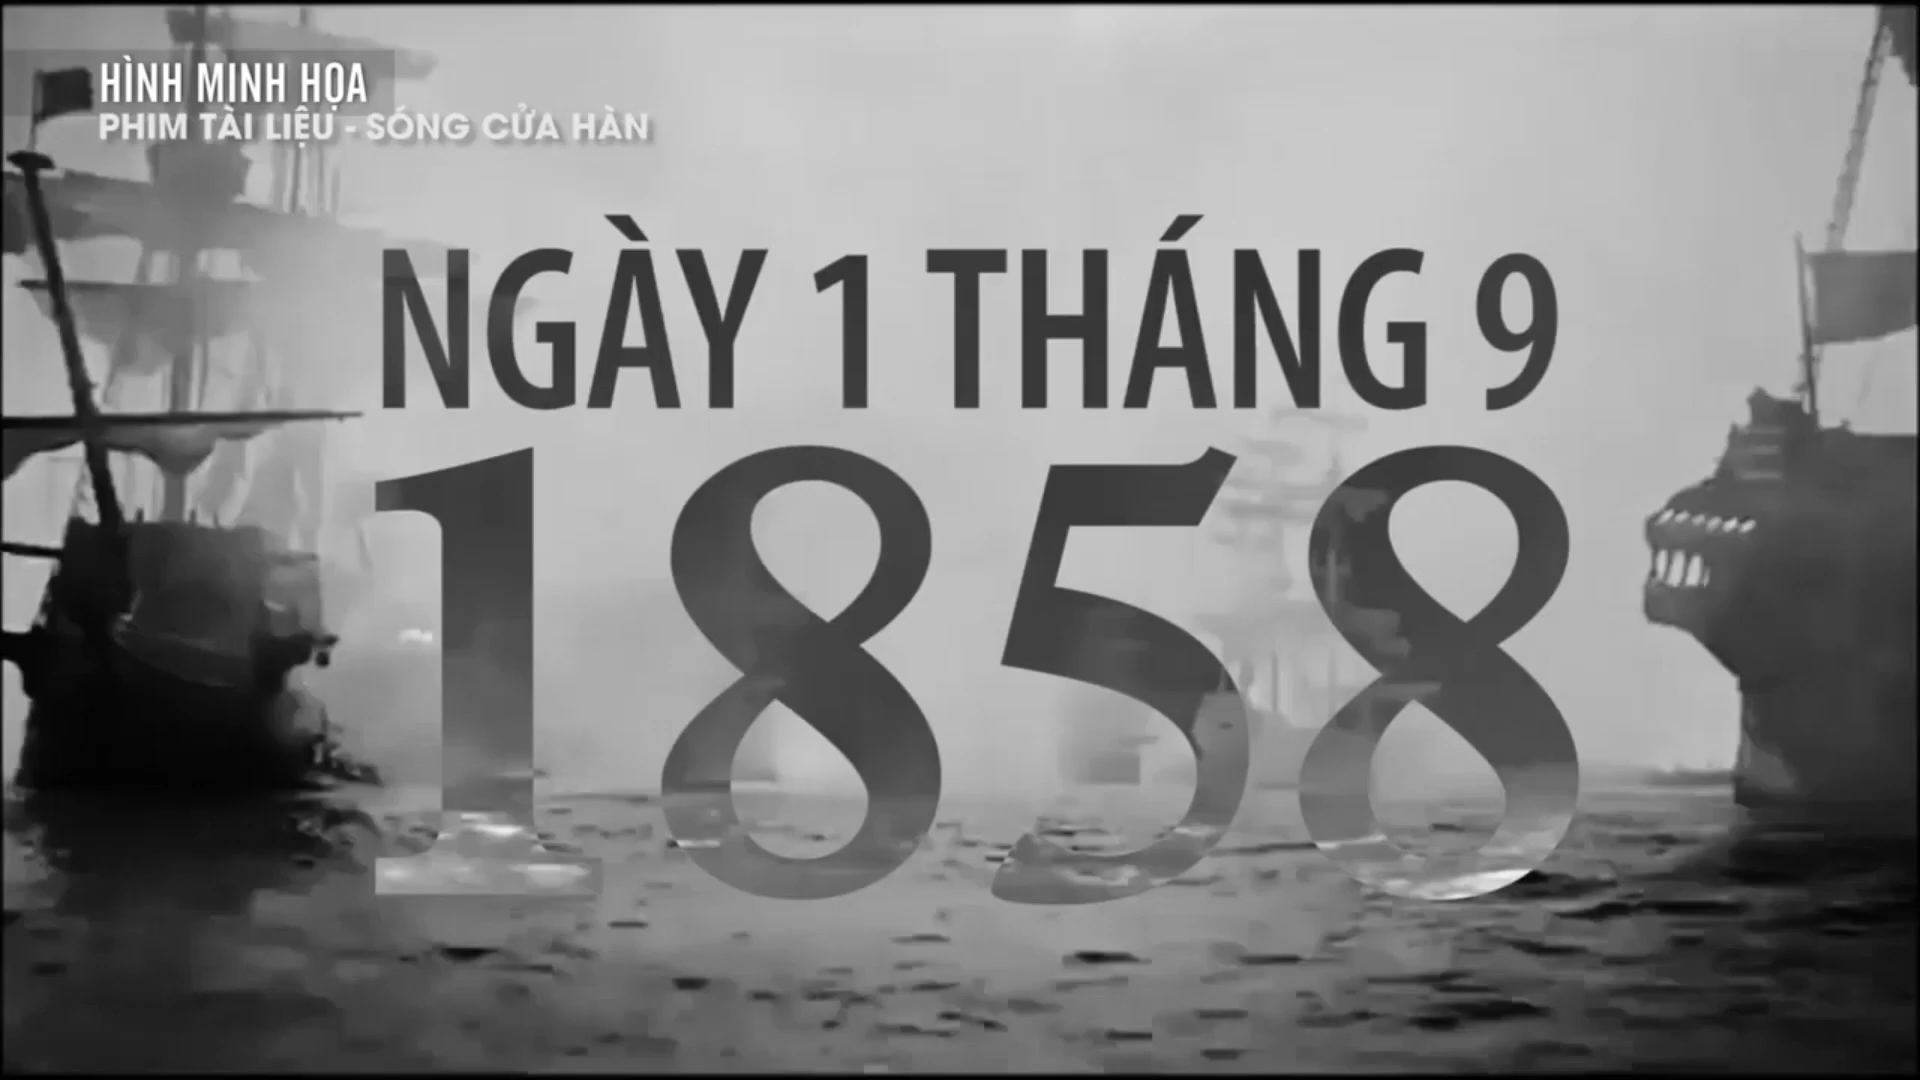 HÌNH MINH HỌA
PHIM TÀI LIỆU - SÓNG CỬA HÀN
NGÀY 1 THÁNG 9
1858